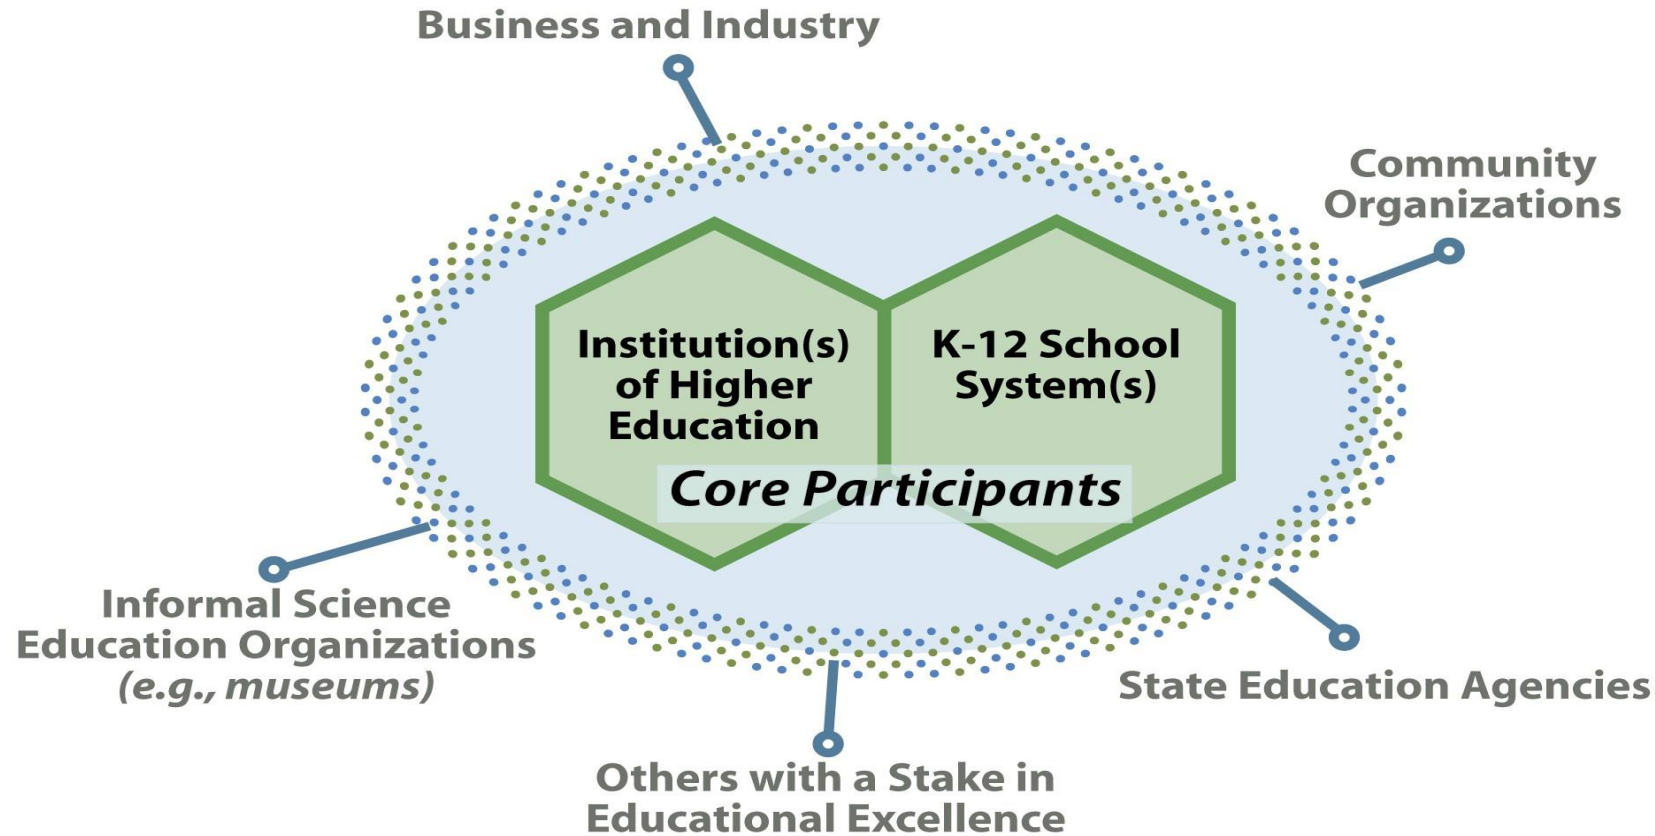 Business and Industry
Community
Organizations
Institution(s)
of Higher
Education
K-12 School
System(s)
Core Participants
Informal Science
Education Organizations
(e.g., museums)
State Education Agencies
Others with a Stake in
Educational Excellence